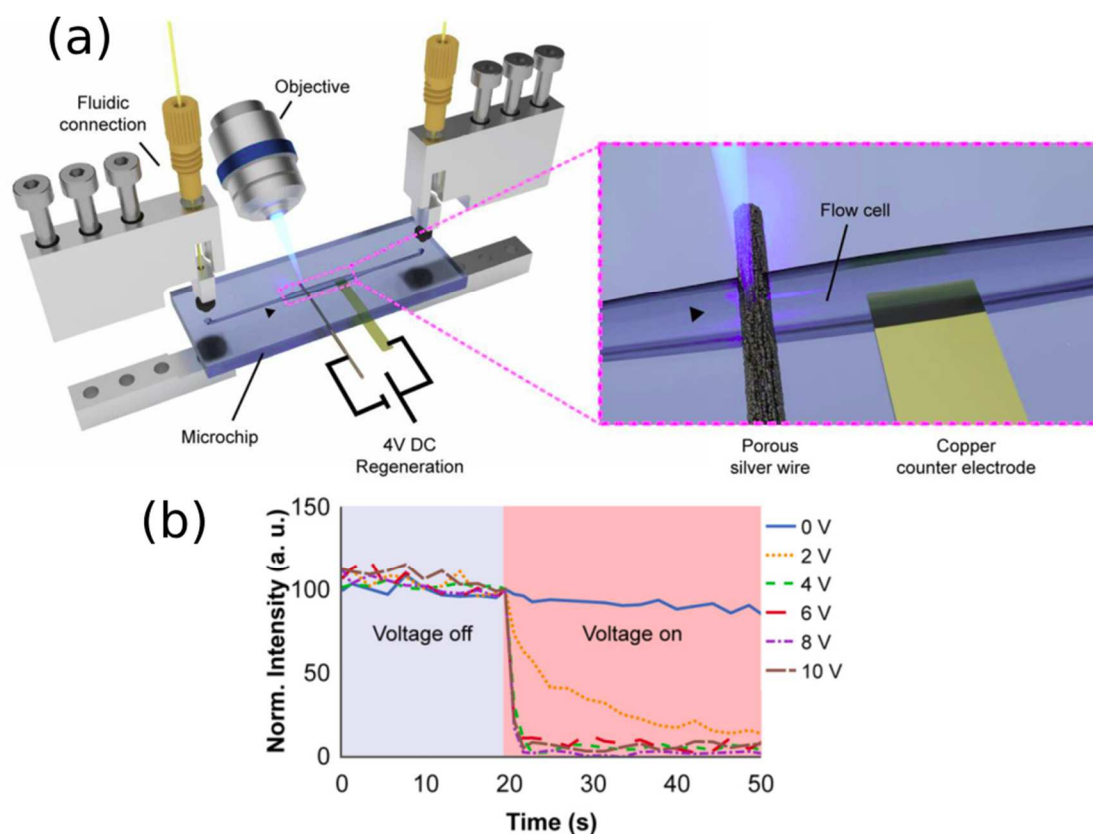 (a)
Objective
Fluidic
connection
Flow cell
Microchip
4V DC
Regeneration
Porous
silver wire
Copper
counter electrode
(b)
Norm. Intensity (a. u.)
150
100
50
0
Voltage off
Voltage on
0 V
2 V
4 V
6 V
8 V
10 V
0 10 20 30 40 50
Time (s)